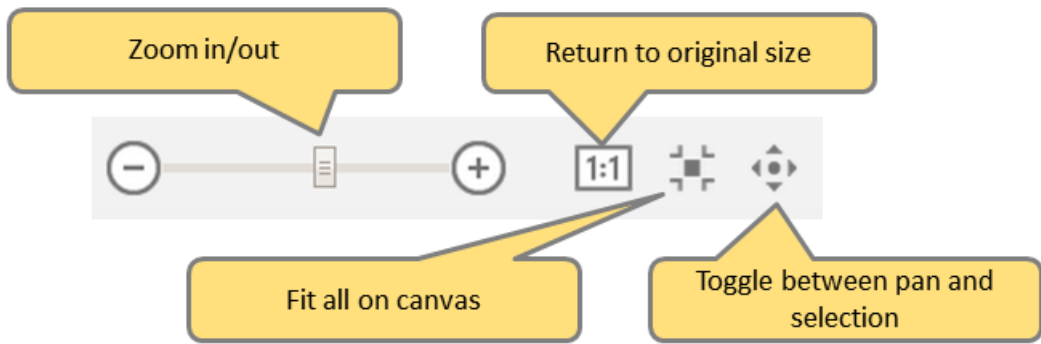 Zoom in/out
Return to original size
1:1
Fit all on canvas
Toggle between pan and
selection